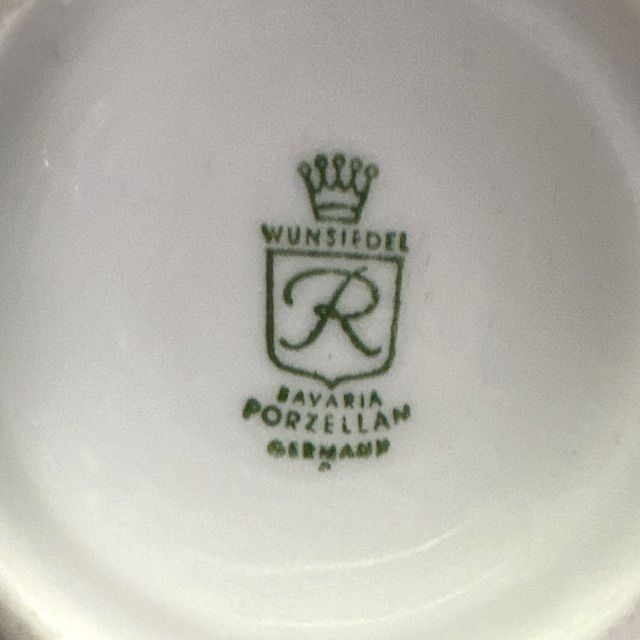 WUNSIEDEL
R
BAVARIA
PORZELLAN
GERMANY